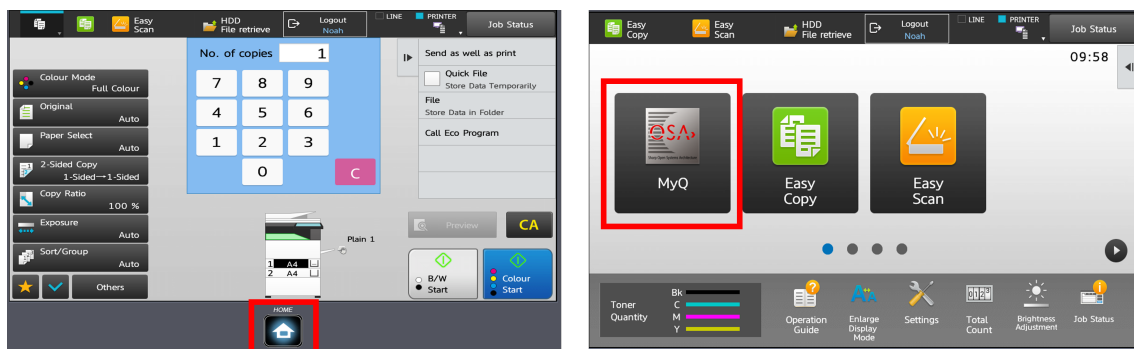 Easy
Scan
HDD
File retrieve
Logout
Noah
LINE
PRINTER
Job Status
No. of copies
1
Send as well as print
Quick File
Store Data Temporarily
File
Store Data in Folder
Call Eco Program
Colour Mode
Full Colour
Original
Auto
Paper Select
Auto
2-Sided Copy
1-Sided→1-Sided
Copy Ratio
100 %
Exposure
Auto
Sort/Group
Auto
Others
7 8 9
4 5 6
1 2 3
0 C
Plain 1
1 A4
2 A4
Preview
CA
B/W
Start
Colour
Start
HOME
Easy
Copy
Easy
Scan
HDD
File retrieve
Logout
Noah
LINE
PRINTER
Job Status
09:58
OSA
Sharp Open Systems Architecture
MyQ
Easy
Copy
Easy
Scan
Toner
Quantity
Bk
C
M
Y
Operation
Guide
Enlarge
Display
Mode
Settings
Total
Count
Brightness
Adjustment
Job Status